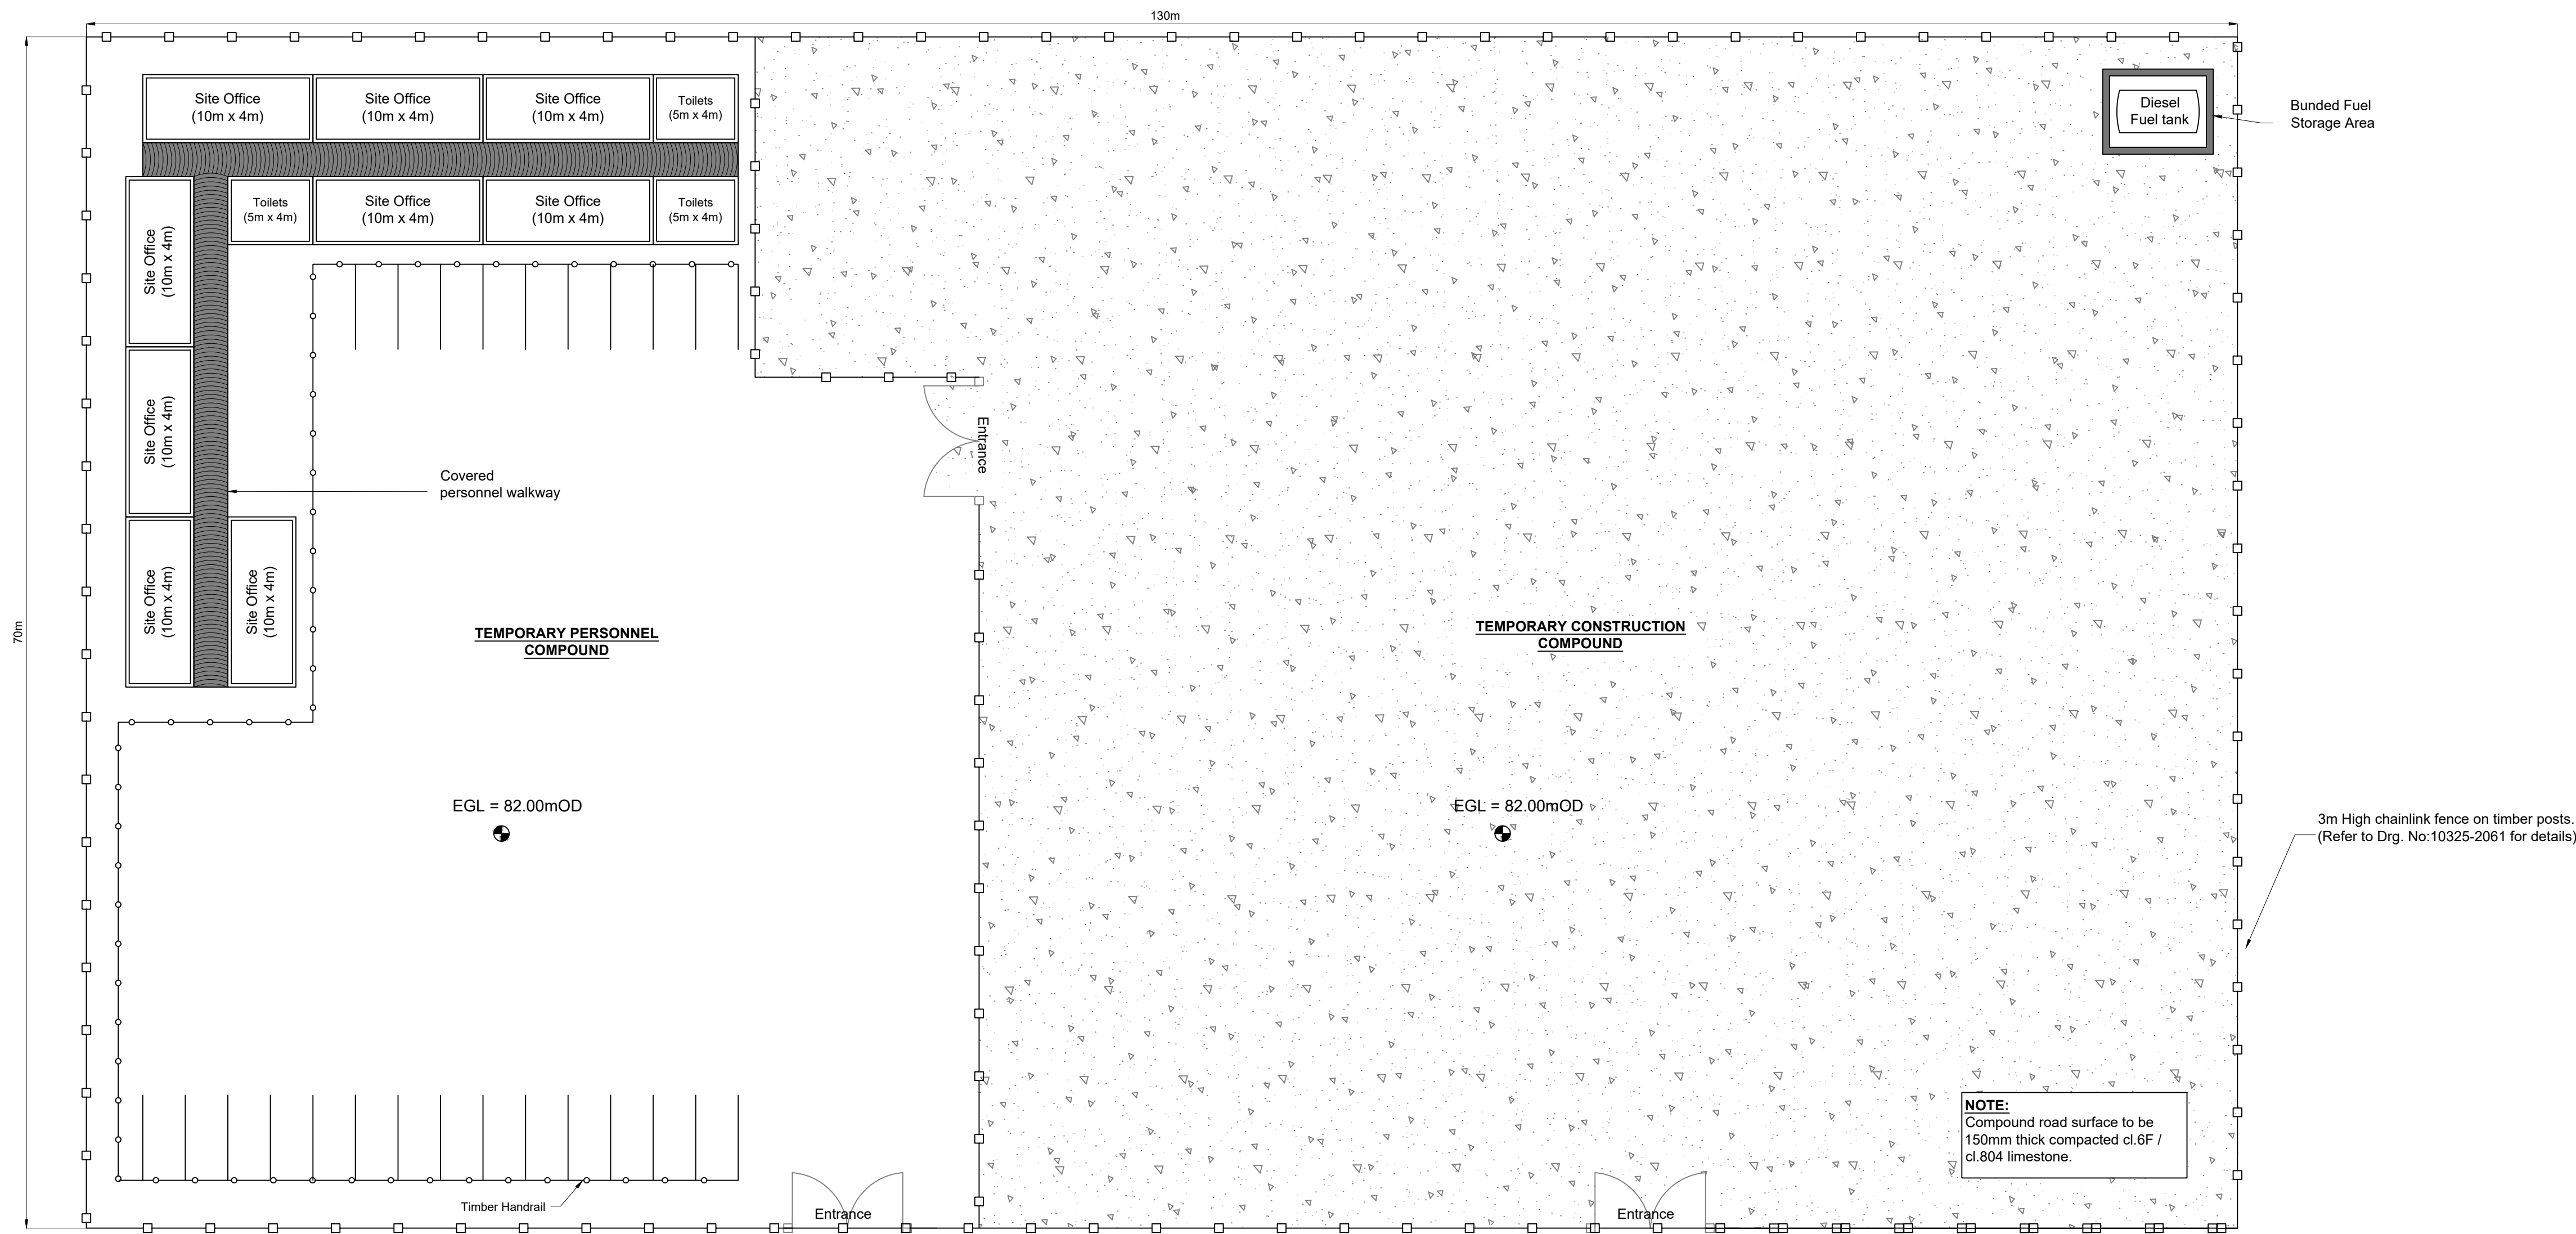 130m
70m
Site Office
(10m x 4m)
Site Office
(10m x 4m)
Site Office
(10m x 4m)
Toilets
(5m x 4m)
Diesel
Fuel tank
Bunded Fuel
Storage Area
Site Office
(10m x 4m)
Toilets
(5m x 4m)
Site Office
(10m x 4m)
Site Office
(10m x 4m)
Toilets
(5m x 4m)
Site Office
(10m x 4m)
Entrance
Covered
personnel walkway
Site Office
(10m x 4m)
Site Office
(10m x 4m)
TEMPORARY PERSONNEL
COMPOUND
TEMPORARY CONSTRUCTION
COMPOUND
EGL = 82.00mOD
EGL = 82.00mOD
3m High chainlink fence on timber posts.
(Refer to Drg. No:10325-2061 for details)
NOTE:
Compound road surface to be
150mm thick compacted cl.6F /
cl.804 limestone.
Timber Handrail
Entrance
Entrance